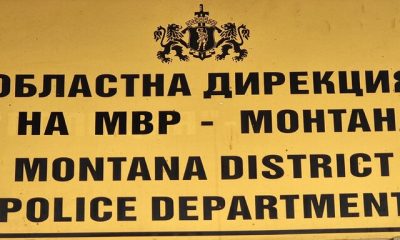 ОБЛАСТНА ДИРЕКЦИЯ
НА МВР - МОНТАНА
MONTANA DISTRICT
POLICE DEPARTMENT